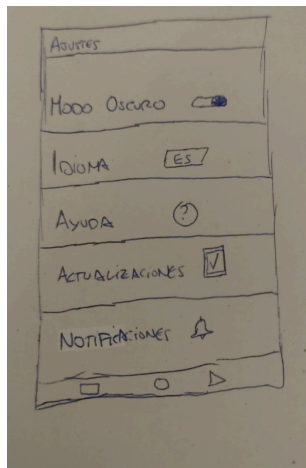 AJUSTES
MODO OSCURO
IDIOMA ES
AYUDA ?
ACTUALIZACIONES
NOTIFICACIONES